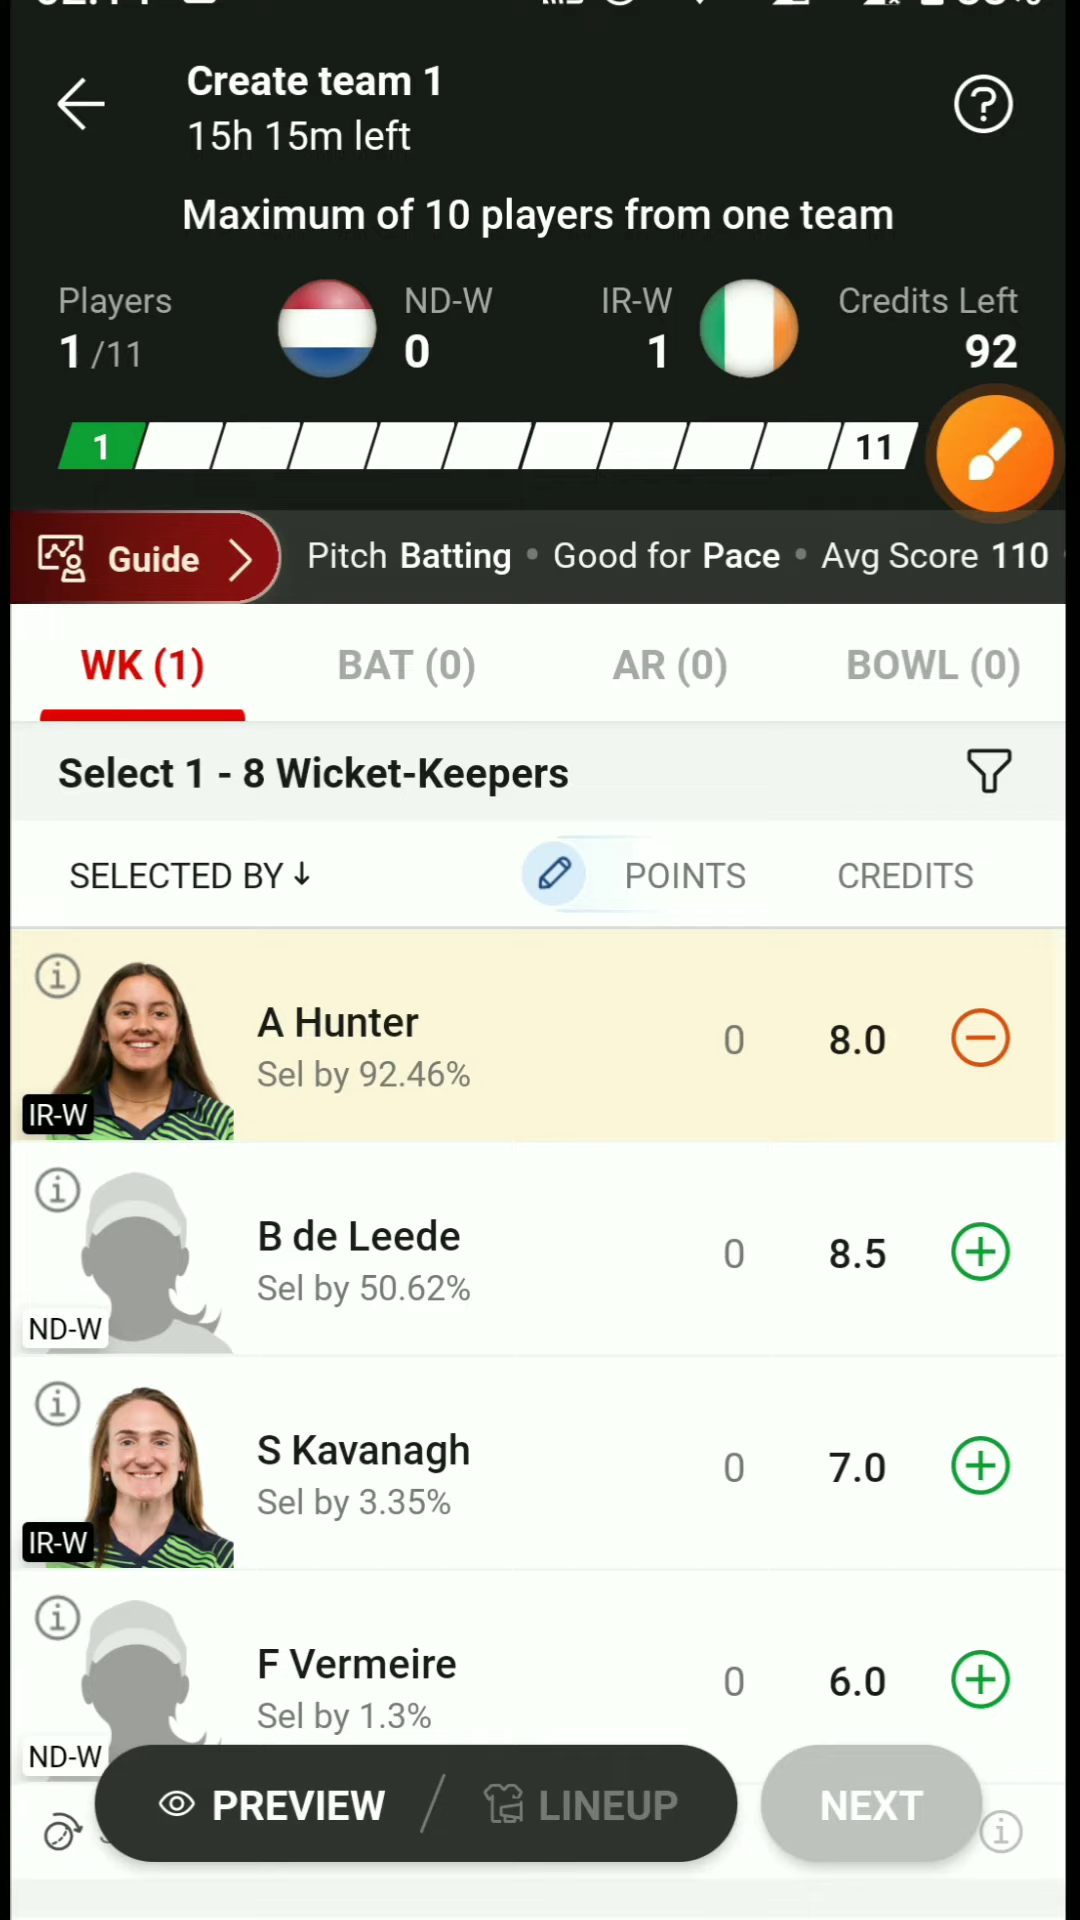 Create team 1
15h 15m left
Maximum of 10 players from one team
Players ND-W IR-W Credits Left
1 /11 0 1 92
1 11
Guide Pitch Batting • Good for Pace • Avg Score 110
WK (1) BAT (0) AR (0) BOWL (0)
Select 1 - 8 Wicket-Keepers
SELECTED BY ↓ POINTS CREDITS
A Hunter 0 8.0
Sel by 92.46%
IR-W
B de Leede 0 8.5
Sel by 50.62%
ND-W
S Kavanagh 0 7.0
Sel by 3.35%
IR-W
F Vermeire 0 6.0
Sel by 1.3%
ND-W
PREVIEW / LINEUP NEXT